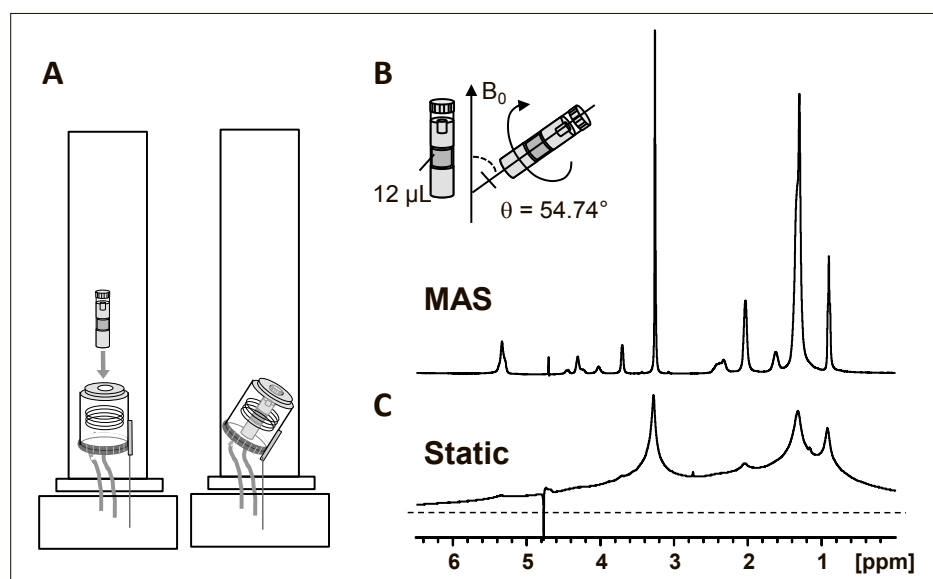 A
B
B₀
12 µL
θ = 54.74°
MAS
C
Static
6 5 4 3 2 1 [ppm]